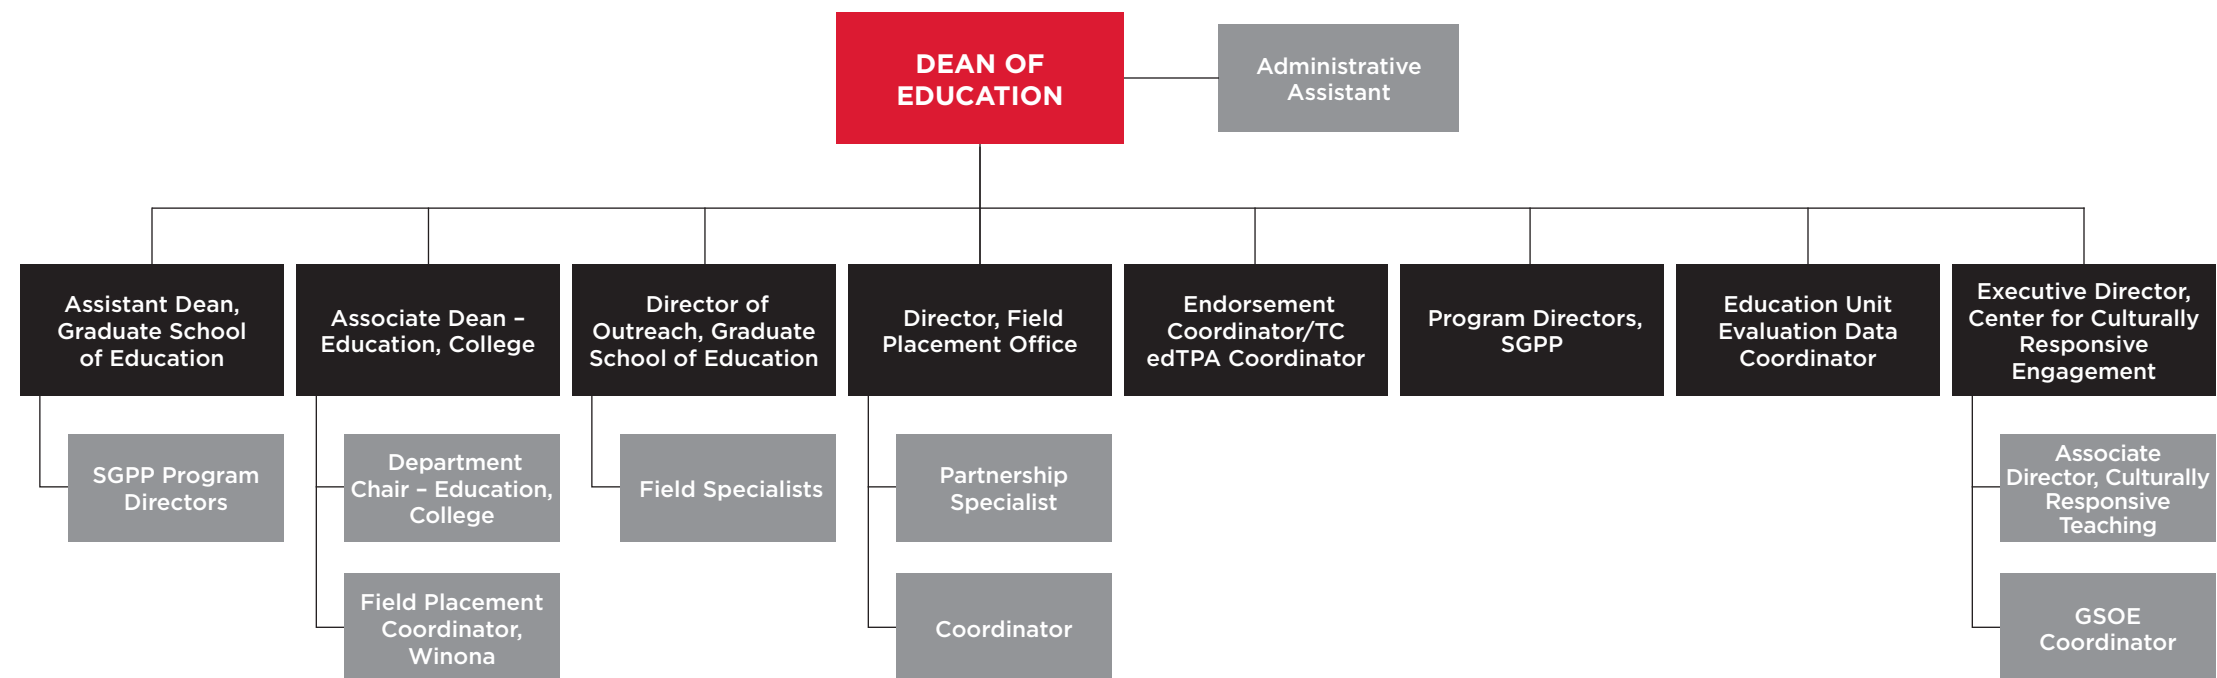 DEAN OF
EDUCATION
Administrative
Assistant
Assistant Dean,
Graduate School
of Education
Associate Dean –
Education, College
Director of
Outreach, Graduate
School of Education
Director, Field
Placement Office
Endorsement
Coordinator/TC
edTPA Coordinator
Program Directors,
SGPP
Education Unit
Evaluation Data
Coordinator
Executive Director,
Center for Culturally
Responsive
Engagement
SGPP Program
Directors
Department
Chair – Education,
College
Field Specialists
Partnership
Specialist
Associate
Director, Culturally
Responsive
Teaching
Field Placement
Coordinator,
Winona
Coordinator
GSOE
Coordinator